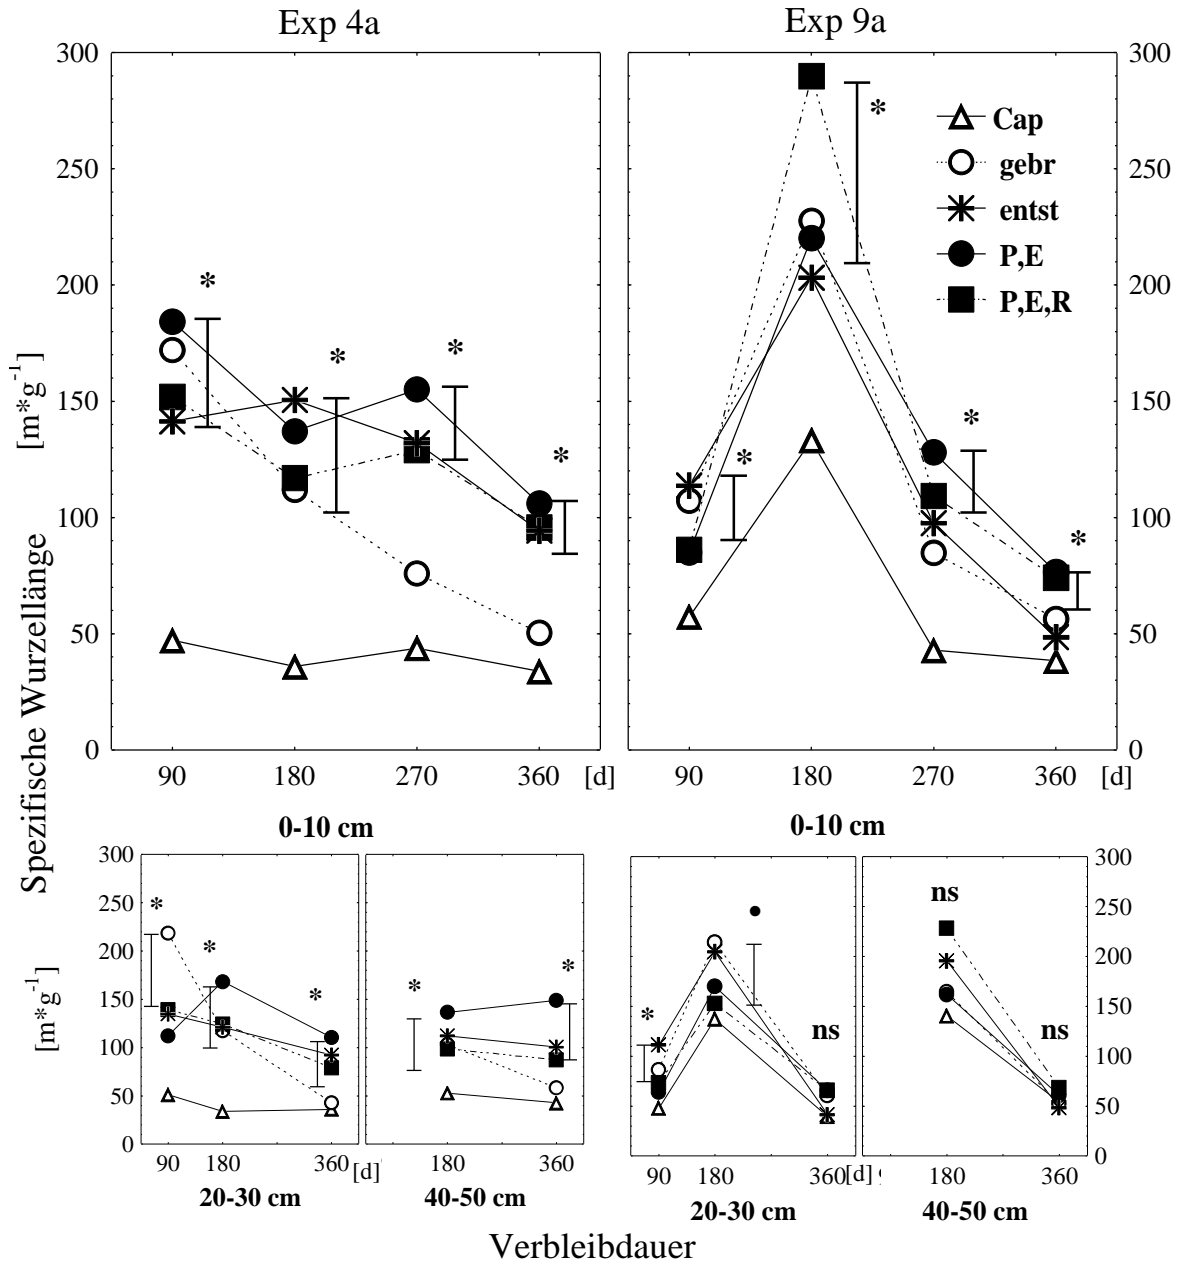 Exp 4a
Exp 9a
Spezifische Wurzellänge
[m*g-1]
[m*g-1]
300
250
200
150
100
50
0
*
*
*
*
90 180 270 360 [d]
0-10 cm
300
250
200
150
100
50
0
*
*
*
*
Cap
gebr
entst
P,E
P,E,R
90 180 270 360 [d]
0-10 cm
300
250
200
150
100
50
0
*
*
*
90 180 360 [d]
20-30 cm
*
*
180 360
40-50 cm
*
ns
90 180 360 [d]
20-30 cm
ns
ns
300
250
200
150
100
50
0
180 360
40-50 cm
Verbleibdauer